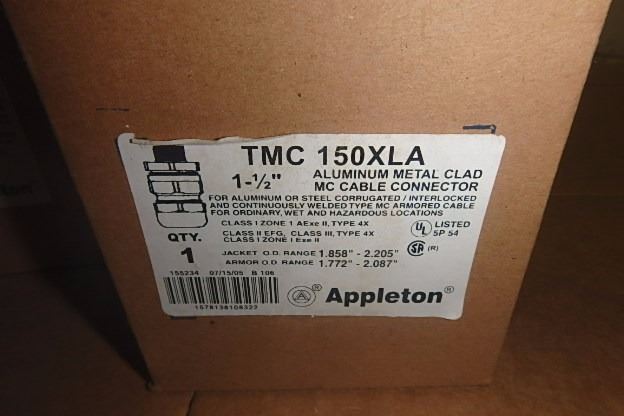 TMC 150XLA
1-½" ALUMINUM METAL CLAD
MC CABLE CONNECTOR
FOR ALUMINUM OR STEEL CORRUGATED / INTERLOCKED
AND CONTINUOUSLY WELDED TYPE MC ARMORED CABLE
FOR ORDINARY, WET AND HAZARDOUS LOCATIONS
CLASS I ZONE 1 AExe II, TYPE 4X
CLASS II EFG, CLASS III, TYPE 4X
CLASS I ZONE I Exe II
UL LISTED
5P 54
SA (R)
QTY.
1
JACKET O.D. RANGE 1.858" - 2.205"
ARMOR O.D. RANGE 1.772" - 2.087"
155234 07/15/05 B 106
® Appleton®